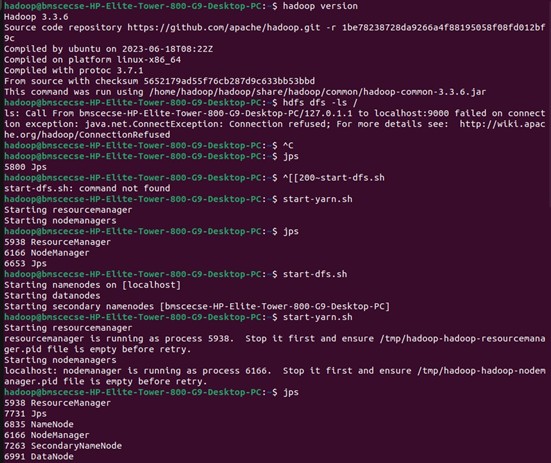 hadoop@bmscecse-HP-Elite-Tower-800-G9-Desktop-PC:~$ hadoop version
Hadoop 3.3.6
Source code repository https://github.com/apache/hadoop.git -r 1be78238728da9266a4f88195058f08fd012bf
9c
Compiled by ubuntu on 2023-06-18T08:22Z
Compiled on platform linux-x86_64
Compiled with protoc 3.7.1
From source with checksum 5652179ad55f76cb287d9c633bb53bbd
This command was run using /home/hadoop/hadoop/share/hadoop/common/hadoop-common-3.3.6.jar
hadoop@bmscecse-HP-Elite-Tower-800-G9-Desktop-PC:~$ hdfs dfs -ls /
ls: Call From bmscecse-HP-Elite-Tower-800-G9-Desktop-PC/127.0.1.1 to localhost:9000 failed on connect
ion exception: java.net.ConnectException: Connection refused; For more details see:  http://wiki.apac
he.org/hadoop/ConnectionRefused
hadoop@bmscecse-HP-Elite-Tower-800-G9-Desktop-PC:~$ ^C
hadoop@bmscecse-HP-Elite-Tower-800-G9-Desktop-PC:~$ jps
5800 Jps
hadoop@bmscecse-HP-Elite-Tower-800-G9-Desktop-PC:~$ ^[[200~start-dfs.sh
start-dfs.sh: command not found
hadoop@bmscecse-HP-Elite-Tower-800-G9-Desktop-PC:~$ start-yarn.sh
Starting resourcemanager
Starting nodemanagers
hadoop@bmscecse-HP-Elite-Tower-800-G9-Desktop-PC:~$ jps
5938 ResourceManager
6166 NodeManager
6653 Jps
hadoop@bmscecse-HP-Elite-Tower-800-G9-Desktop-PC:~$ start-dfs.sh
Starting namenodes on [localhost]
Starting datanodes
Starting secondary namenodes [bmscecse-HP-Elite-Tower-800-G9-Desktop-PC]
hadoop@bmscecse-HP-Elite-Tower-800-G9-Desktop-PC:~$ start-yarn.sh
Starting resourcemanager
resourcemanager is running as process 5938.  Stop it first and ensure /tmp/hadoop-hadoop-resourcemana
ger.pid file is empty before retry.
Starting nodemanagers
localhost: nodemanager is running as process 6166.  Stop it first and ensure /tmp/hadoop-hadoop-nodem
anager.pid file is empty before retry.
hadoop@bmscecse-HP-Elite-Tower-800-G9-Desktop-PC:~$ jps
5938 ResourceManager
7731 Jps
6835 NameNode
6166 NodeManager
7263 SecondaryNameNode
6991 DataNode